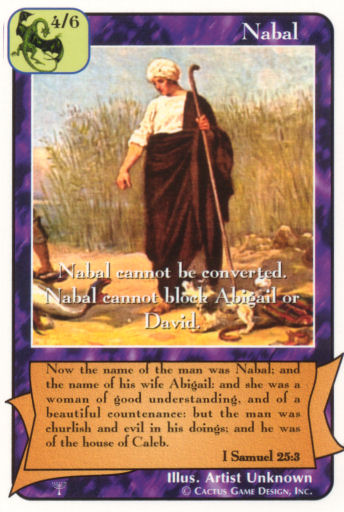 4/6
Nabal
Nabal cannot be converted.
Nabal cannot block Abigail or
David.
Now the name of the man was Nabal; and
the name of his wife Abigail: and she was a
woman of good understanding, and of a
beautiful countenance: but the man was
churlish and evil in his doings; and he was
of the house of Caleb.
I Samuel 25:3
Illus. Artist Unknown
© Cactus Game Design, Inc.